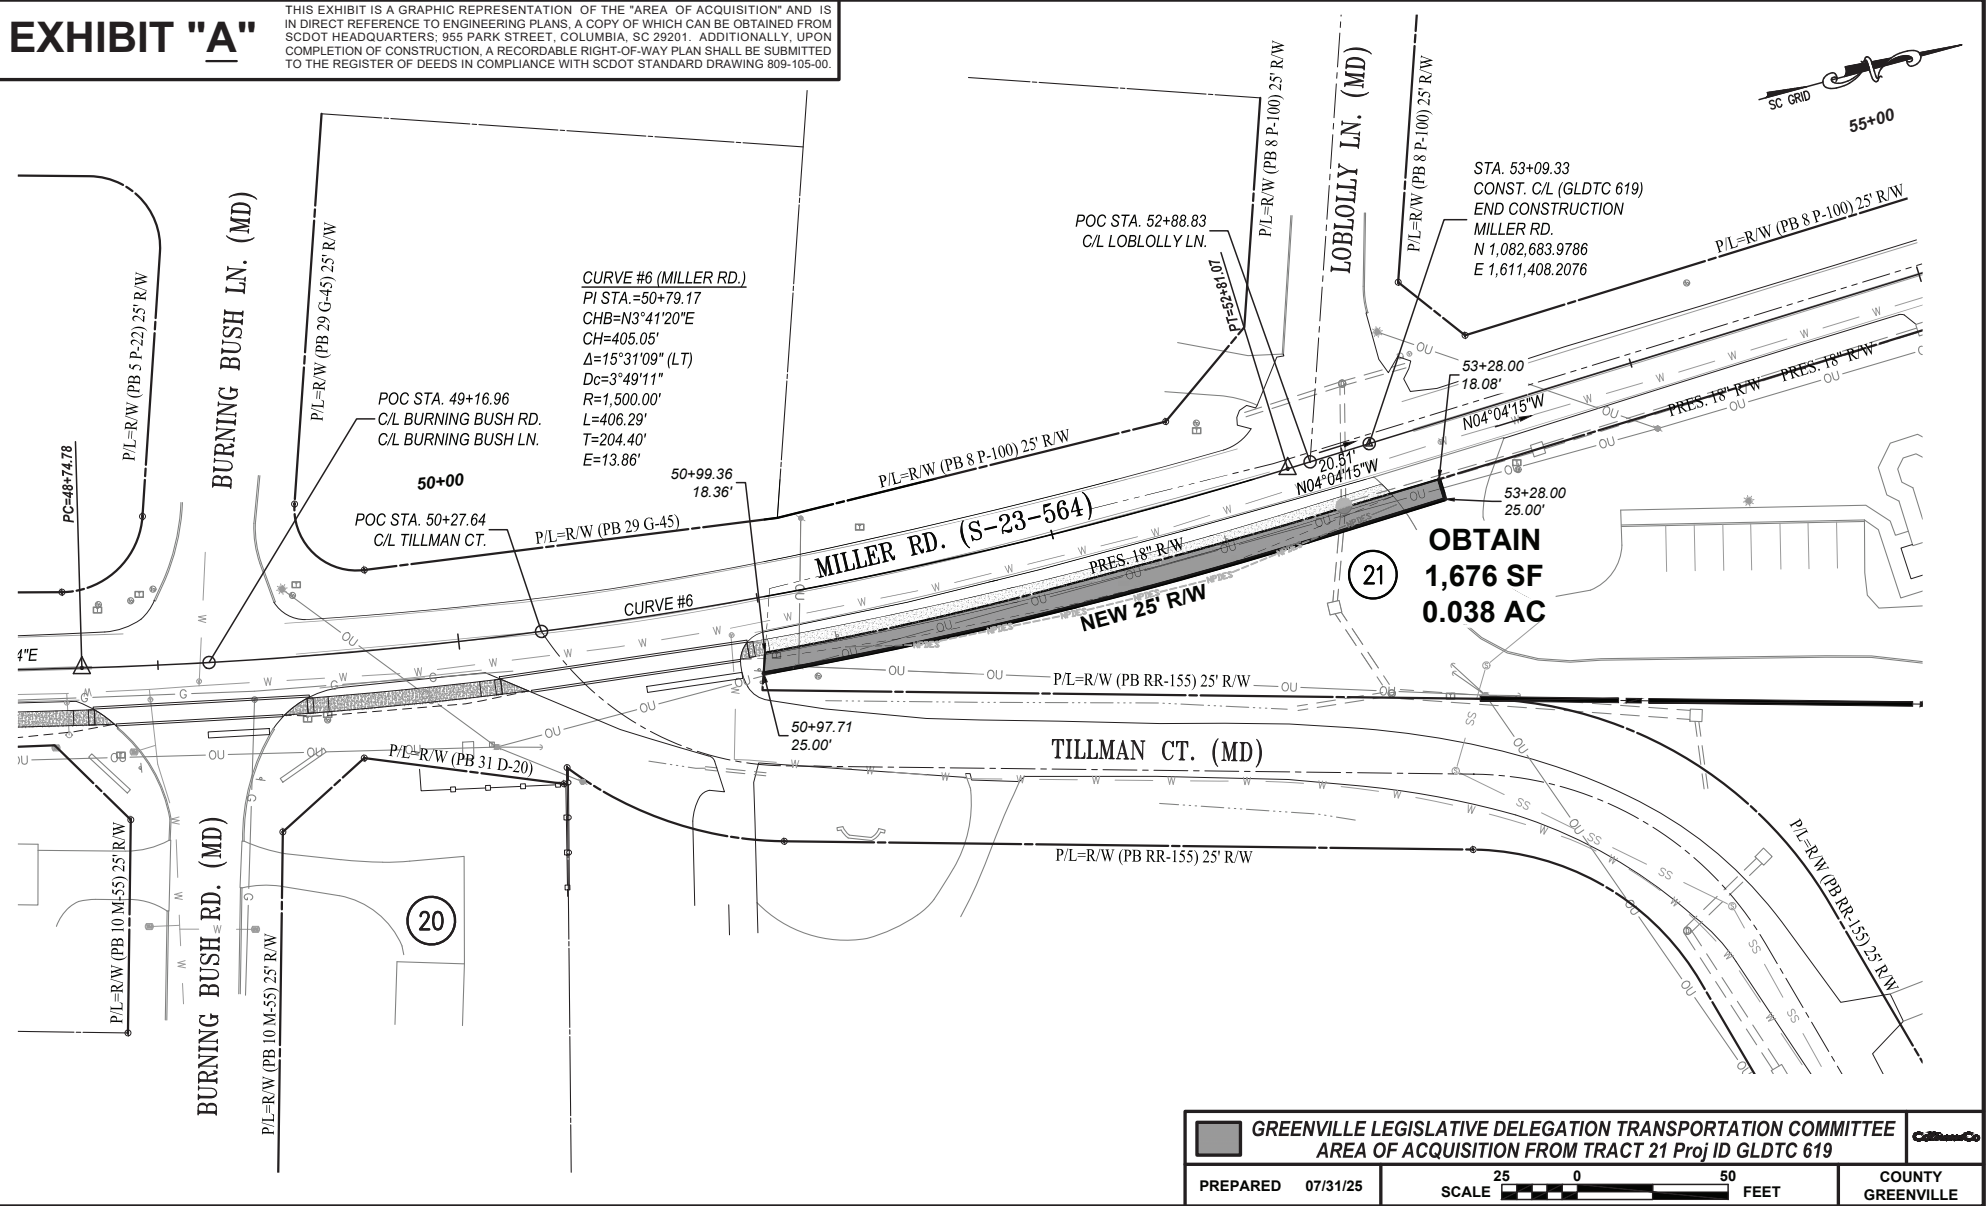 EXHIBIT "A"
THIS EXHIBIT IS A GRAPHIC REPRESENTATION OF THE "AREA OF ACQUISITION" AND IS
IN DIRECT REFERENCE TO ENGINEERING PLANS, A COPY OF WHICH CAN BE OBTAINED FROM
SCDOT HEADQUARTERS; 955 PARK STREET, COLUMBIA, SC 29201. ADDITIONALLY, UPON
COMPLETION OF CONSTRUCTION, A RECORDABLE RIGHT-OF-WAY PLAN SHALL BE SUBMITTED
TO THE REGISTER OF DEEDS IN COMPLIANCE WITH SCDOT STANDARD DRAWING 809-105-00.
SC GRID
55+00
P/L=R/W (PB 8 P-100) 25' R/W
LOBLOLLY LN. (MD)
P/L=R/W (PB 8 P-100) 25' R/W
STA. 53+09.33
CONST. C/L (GLDTC 619)
END CONSTRUCTION
MILLER RD.
N 1,082,683.9786
E 1,611,408.2076
P/L=R/W (PB 8 P-100) 25' R/W
POC STA. 52+88.83
C/L LOBLOLLY LN.
PT=52+81.07
P/L=R/W (PB 5 P-22) 25' R/W
BURNING BUSH LN. (MD)
P/L=R/W (PB 29 G-45) 25' R/W
CURVE #6 (MILLER RD.)
PI STA.=50+79.17
CHB=N3°41'20"E
CH=405.05'
Δ=15°31'09" (LT)
Dc=3°49'11"
R=1,500.00'
L=406.29'
T=204.40'
E=13.86'
POC STA. 49+16.96
C/L BURNING BUSH RD.
C/L BURNING BUSH LN.
50+00
PC=48+74.78
POC STA. 50+27.64
C/L TILLMAN CT.
50+99.36
18.36'
P/L=R/W (PB 29 G-45)
P/L=R/W (PB 8 P-100) 25' R/W
MILLER RD. (S-23-564)
CURVE #6
PRES. 18" R/W
NEW 25' R/W
20.51'
N04°04'15"W
N04°04'15"W
53+28.00
18.08'
PRES. 18" R/W
PRES. 18" R/W
53+28.00
25.00'
21
OBTAIN
1,676 SF
0.038 AC
4"E
P/L=R/W (PB RR-155) 25' R/W
50+97.71
25.00'
TILLMAN CT. (MD)
P/L=R/W (PB 31 D-20)
P/L=R/W (PB RR-155) 25' R/W
P/L=R/W (PB RR-155) 25' R/W
P/L=R/W (PB 10 M-55) 25' R/W
BURNING BUSH RD. (MD)
P/L=R/W (PB 10 M-55) 25' R/W
20
GREENVILLE LEGISLATIVE DELEGATION TRANSPORTATION COMMITTEE
AREA OF ACQUISITION FROM TRACT 21 Proj ID GLDTC 619
PREPARED 07/31/25
SCALE 25 0 50 FEET
COUNTY
GREENVILLE